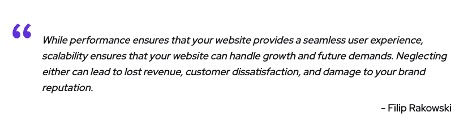 “
While performance ensures that your website provides a seamless user experience,
scalability ensures that your website can handle growth and future demands. Neglecting
either can lead to lost revenue, customer dissatisfaction, and damage to your brand
reputation.
– Filip Rakowski